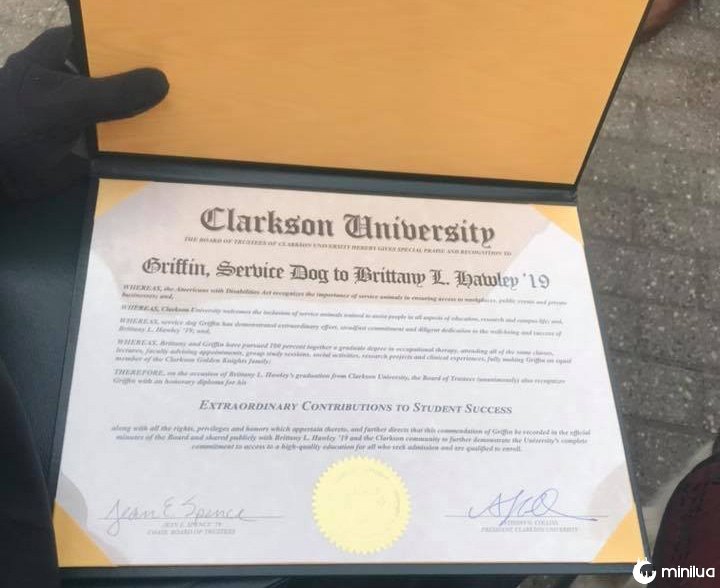 Clarkson University
THE BOARD OF TRUSTEES OF CLARKSON UNIVERSITY HEREBY GIVES SPECIAL PRAISE AND RECOGNITION TO
Griffin, Service Dog to Brittany L. Hawley '19
WHEREAS, the Americans with Disabilities Act recognizes the importance of service animals in ensuring access to workplaces, public events and private
businesses; and,
WHEREAS, Clarkson University welcomes the inclusion of service animals trained to assist people in all aspects of education, research and campus life; and,
WHEREAS, service dog Griffin has demonstrated extraordinary effort, steadfast commitment and diligent dedication to the well-being and success of
Brittany L. Hawley '19; and,
WHEREAS, Brittany and Griffin have pursued 100 percent together a graduate degree in occupational therapy, attending all of the same classes,
lectures, faculty advising appointments, group study sessions, social activities, research projects and clinical experiences, fully making Griffin an equal
member of the Clarkson Golden Knights family;
THEREFORE, on the occasion of Brittany L. Hawley's graduation from Clarkson University, the Board of Trustees (unanimously) also recognizes
Griffin with an honorary diploma for his
EXTRAORDINARY CONTRIBUTIONS TO STUDENT SUCCESS
along with all the rights, privileges and honors which appertain thereto, and further directs that this commendation of Griffin be recorded in the official
minutes of the Board and shared publicly with Brittany L. Hawley '19 and the Clarkson community to further demonstrate the University's complete
commitment to access to a high-quality education for all who seek admission and are qualified to enroll.
Jean E Spence
JEAN E. SPENCE '79
CHAIR, BOARD OF TRUSTEES
ANTHONY G. COLLINS
PRESIDENT, CLARKSON UNIVERSITY
minilua